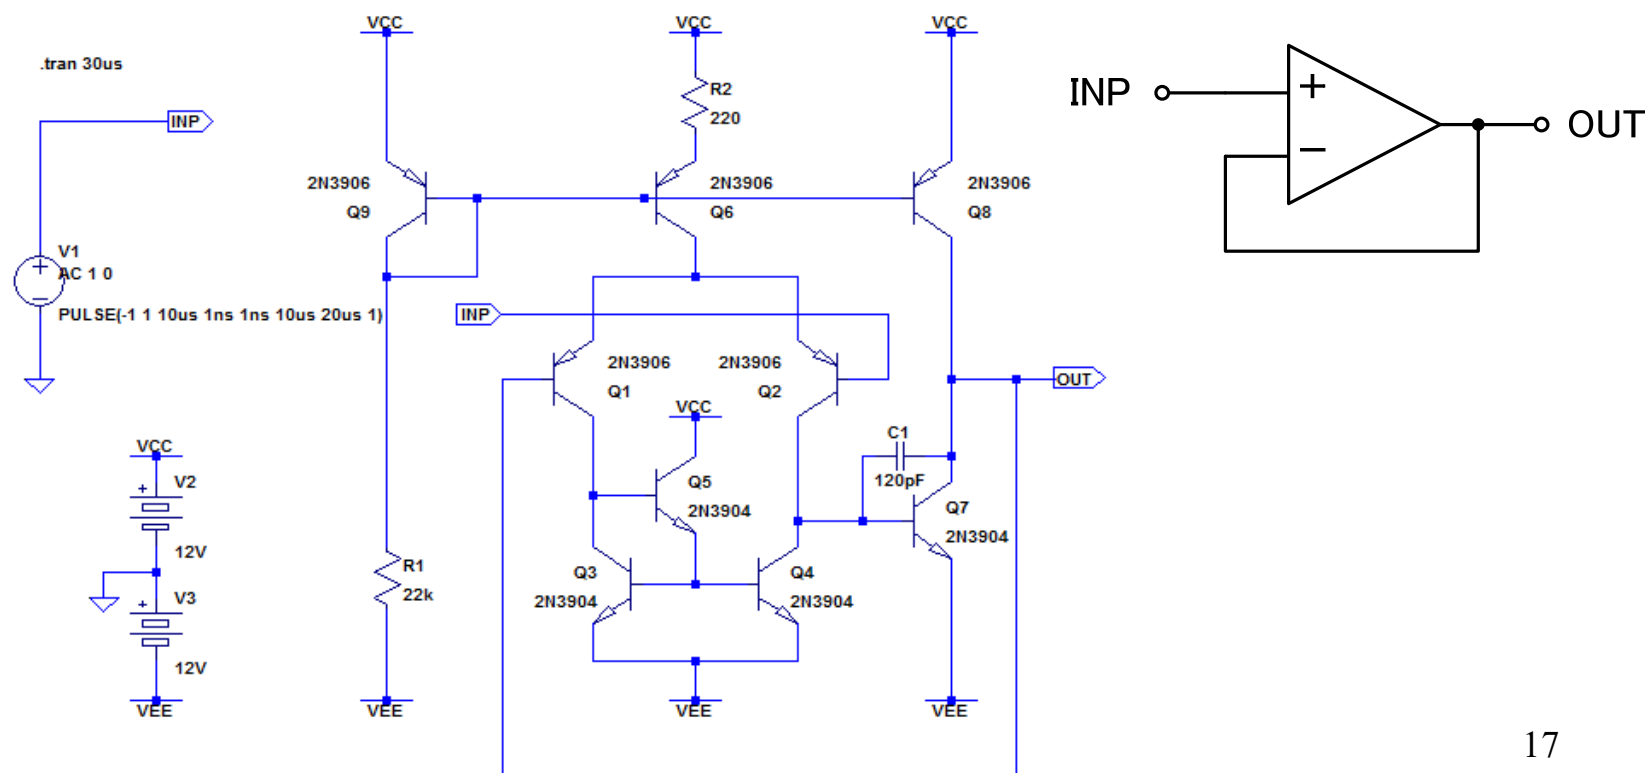 VCC
VCC
VCC
.tran 30us
R2
220
INP
+
−
OUT
INP
2N3906
Q9
2N3906
Q6
2N3906
Q8
V1
AC 1 0
PULSE(-1 1 10us 1ns 1ns 10us 20us 1)
+
−
INP
2N3906
Q1
2N3906
Q2
OUT
VCC
VCC
V2
+
12V
V3
+
12V
VEE
Q5
2N3904
C1
120pF
Q7
2N3904
R1
22k
Q3
2N3904
Q4
2N3904
VEE
VEE
VEE
17